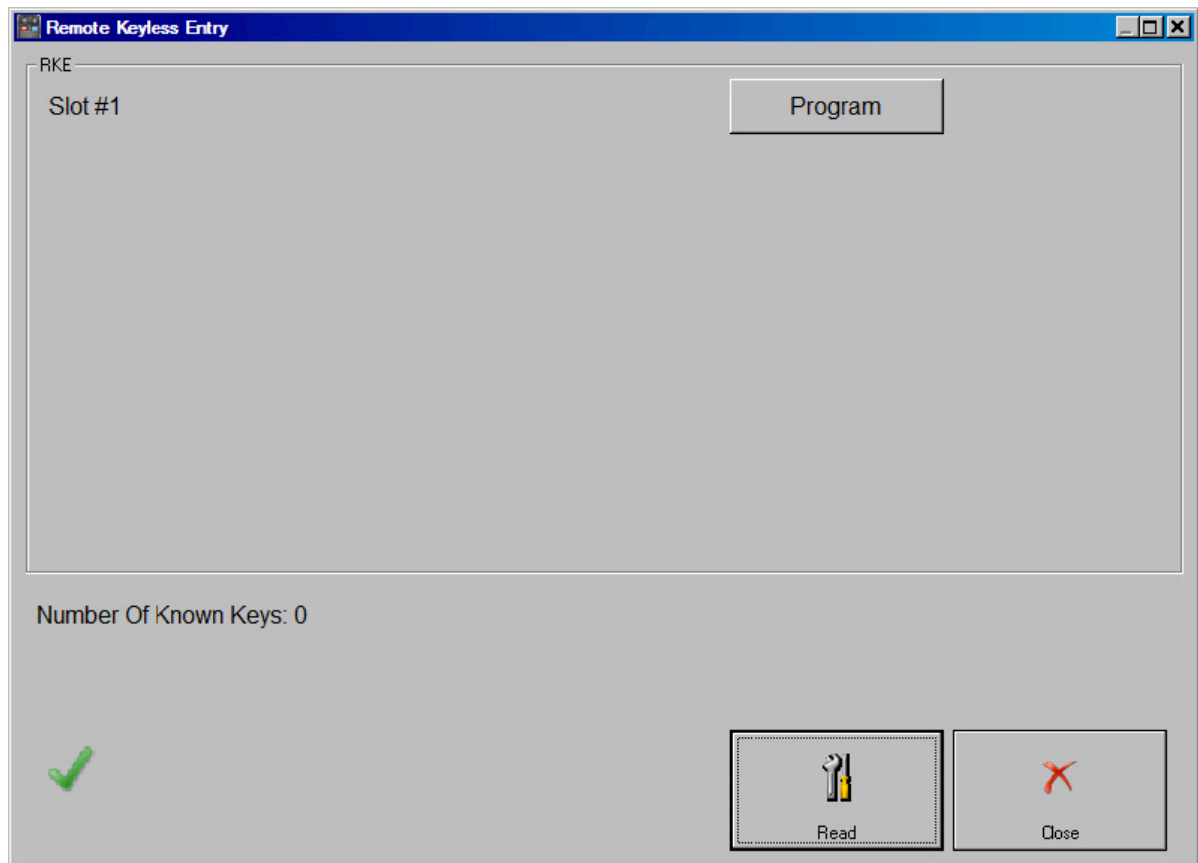 Remote Keyless Entry
RKE
Slot #1
Program
Number Of Known Keys: 0
Read
Close